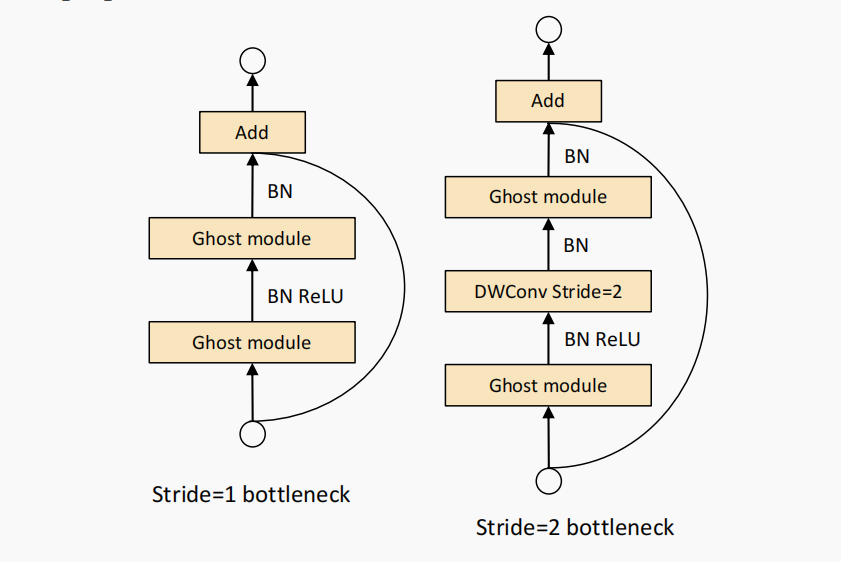 Add
BN
Ghost module
BN ReLU
Ghost module
Stride=1 bottleneck
Add
BN
Ghost module
BN
DWConv Stride=2
BN ReLU
Ghost module
Stride=2 bottleneck